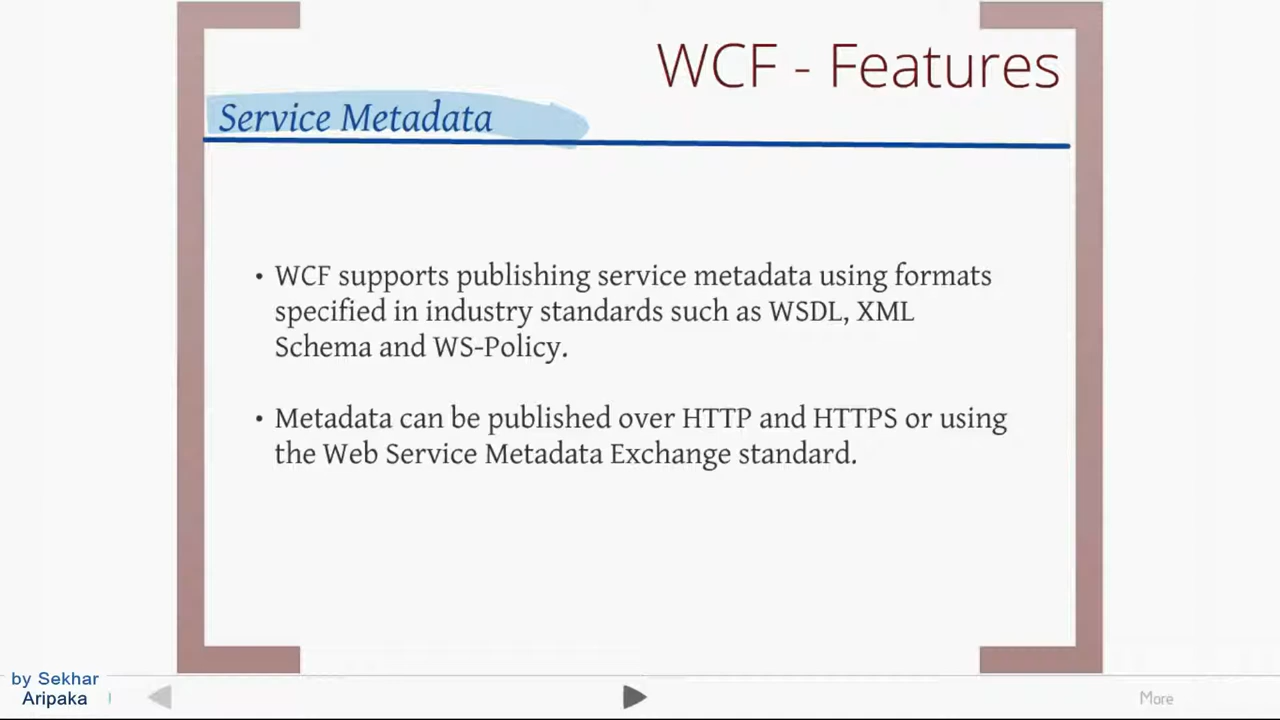 WCF - Features
Service Metadata
• WCF supports publishing service metadata using formats
specified in industry standards such as WSDL, XML
Schema and WS-Policy.
• Metadata can be published over HTTP and HTTPS or using
the Web Service Metadata Exchange standard.
by Sekhar
Aripaka
More